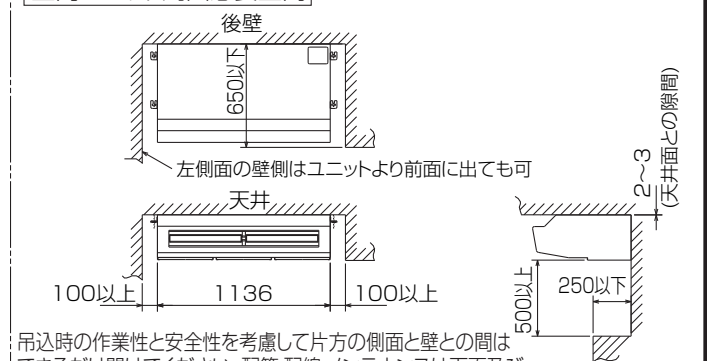 後壁
650以下
左側面の壁側はユニットより前面に出ても可
2～3
(天井面との隙間)
天井
100以上
1136
100以上
500以上
250以下
吊込時の作業性と安全性を考慮して片方の側面と壁との間は